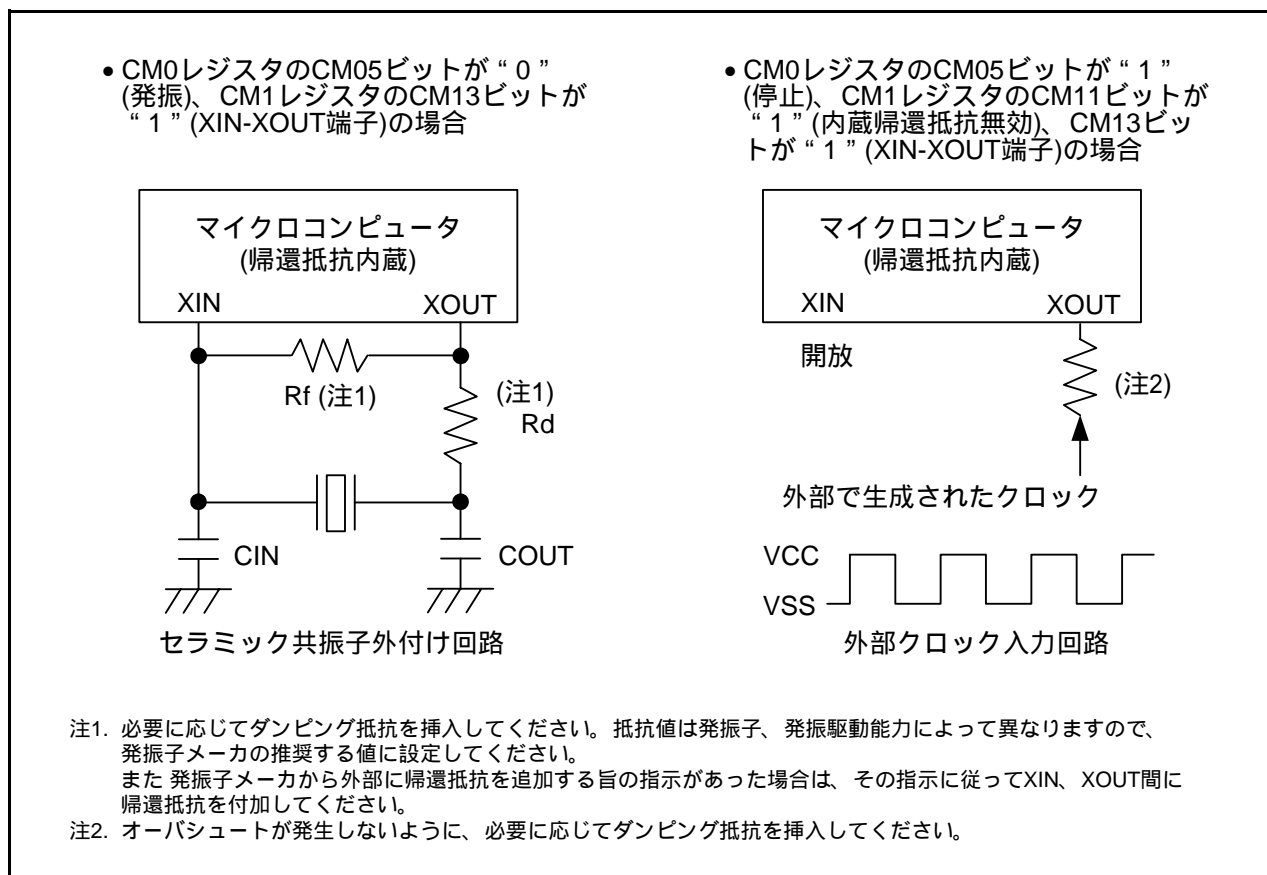 • CM0レジスタのCM05ビットが“ 0 ”
(発振)、CM1レジスタのCM13ビットが
“ 1 ” (XIN-XOUT端子)の場合
マイクロコンピュータ
(帰還抵抗内蔵)
XIN
XOUT
Rf (注1)
(注1)
Rd
CIN
COUT
セラミック共振子外付け回路
• CM0レジスタのCM05ビットが“ 1 ”
(停止)、CM1レジスタのCM11ビットが
“ 1 ” (内蔵帰還抵抗無効)、CM13ビッ
トが“ 1 ” (XIN-XOUT端子)の場合
マイクロコンピュータ
(帰還抵抗内蔵)
XIN
XOUT
開放
(注2)
外部で生成されたクロック
VCC
VSS
外部クロック入力回路
注1. 必要に応じてダンピング抵抗を挿入してください。抵抗値は発振子、発振駆動能力によって異なりますので、
発振子メーカの推奨する値に設定してください。
また 発振子メーカから外部に帰還抵抗を追加する旨の指示があった場合は、その指示に従ってXIN、XOUT間に
帰還抵抗を付加してください。
注2. オーバシュートが発生しないように、必要に応じてダンピング抵抗を挿入してください。